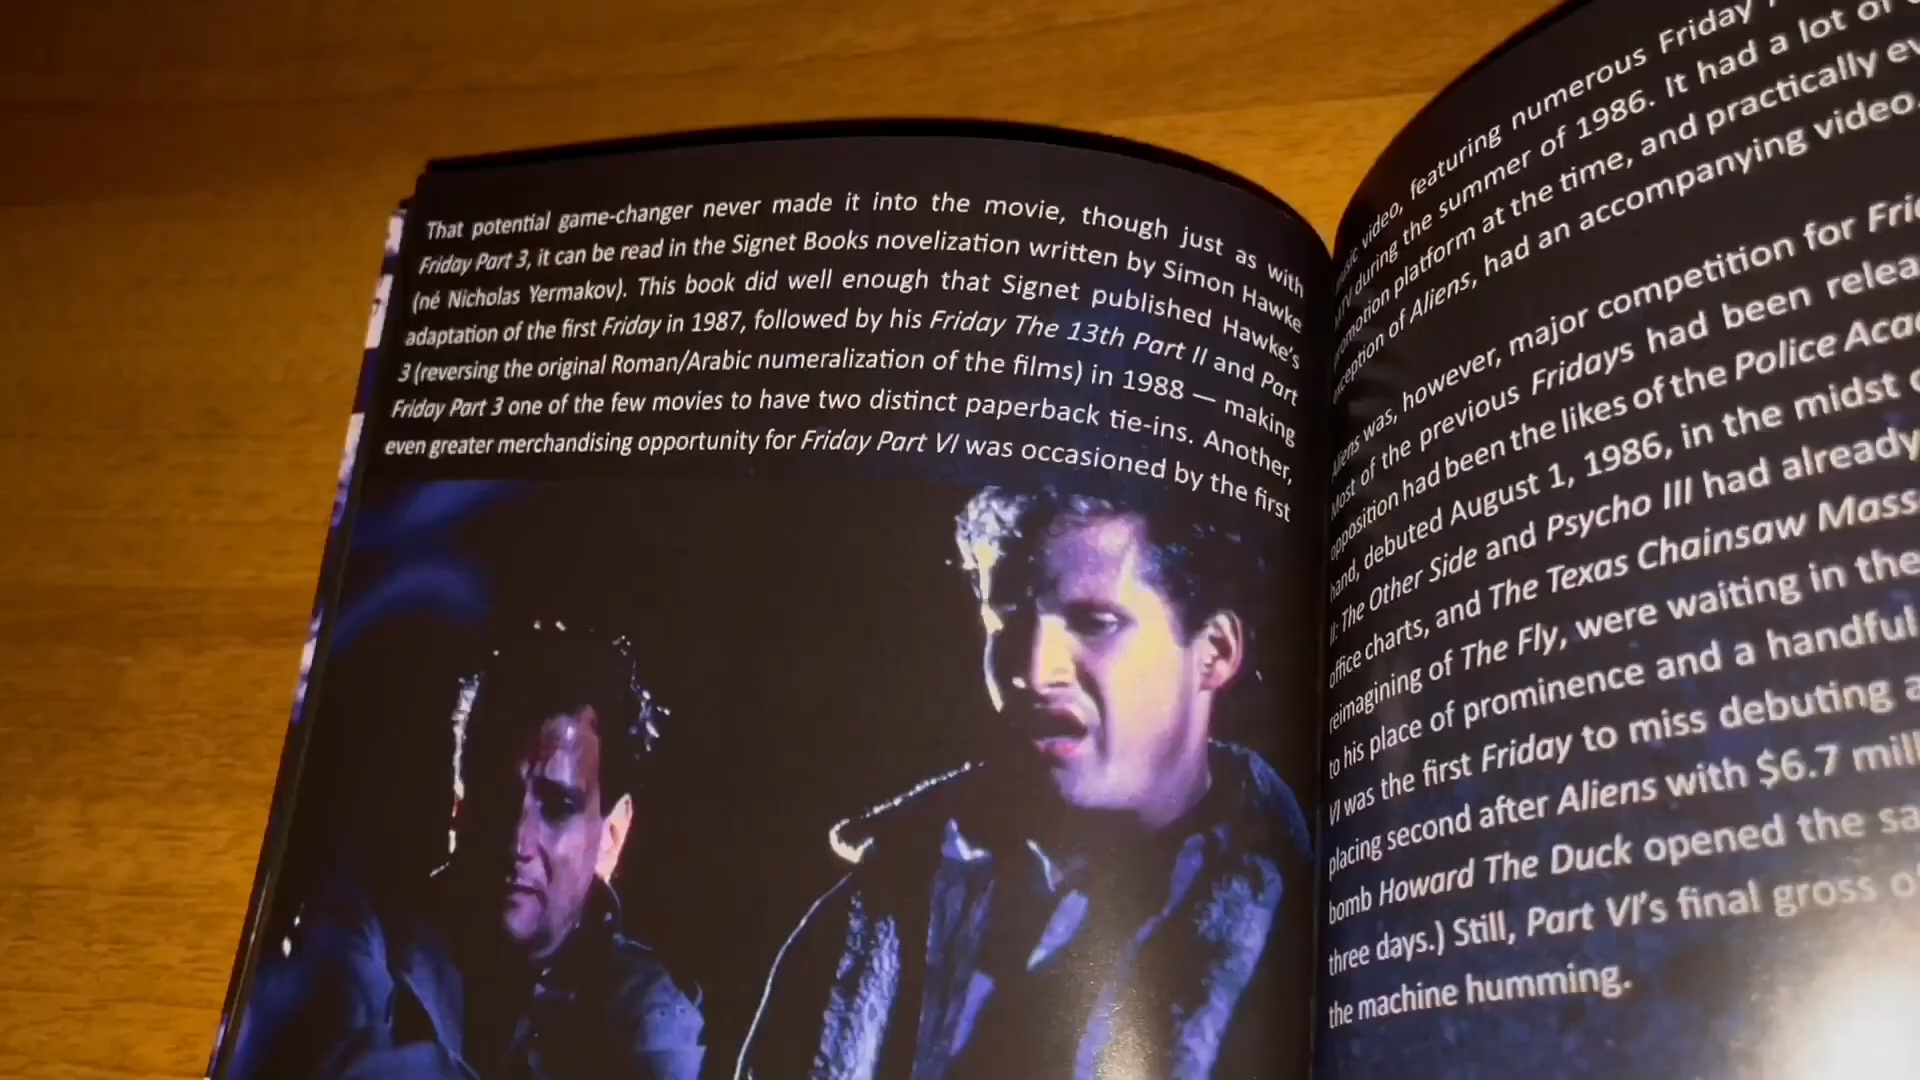 That potential game-changer never made it into the movie, though just as with
Friday Part 3, it can be read in the Signet Books novelization written by Simon Hawke
(né Nicholas Yermakov). This book did well enough that Signet published Hawke's
adaptation of the first Friday in 1987, followed by his Friday The 13th Part II and Part
3 (reversing the original Roman/Arabic numeralization of the films) in 1988 — making
Friday Part 3 one of the few movies to have two distinct paperback tie-ins. Another,
even greater merchandising opportunity for Friday Part VI was occasioned by the first
music video, featuring numerous Friday
MTV during the summer of 1986. It had a lot of
promotion platform at the time, and practically
exception of Aliens, had an accompanying video.
Aliens was, however, major competition for
Most of the previous Fridays had been
opposition had been the likes of the Police
hand, debuted August 1, 1986, in the midst
II: The Other Side and Psycho III had already
office charts, and The Texas Chainsaw
reimagining of The Fly, were waiting in the
to his place of prominence and a handful
VI was the first Friday to miss debuting
placing second after Aliens with $6.7
bomb Howard The Duck opened the
three days.) Still, Part VI's final gross
the machine humming.